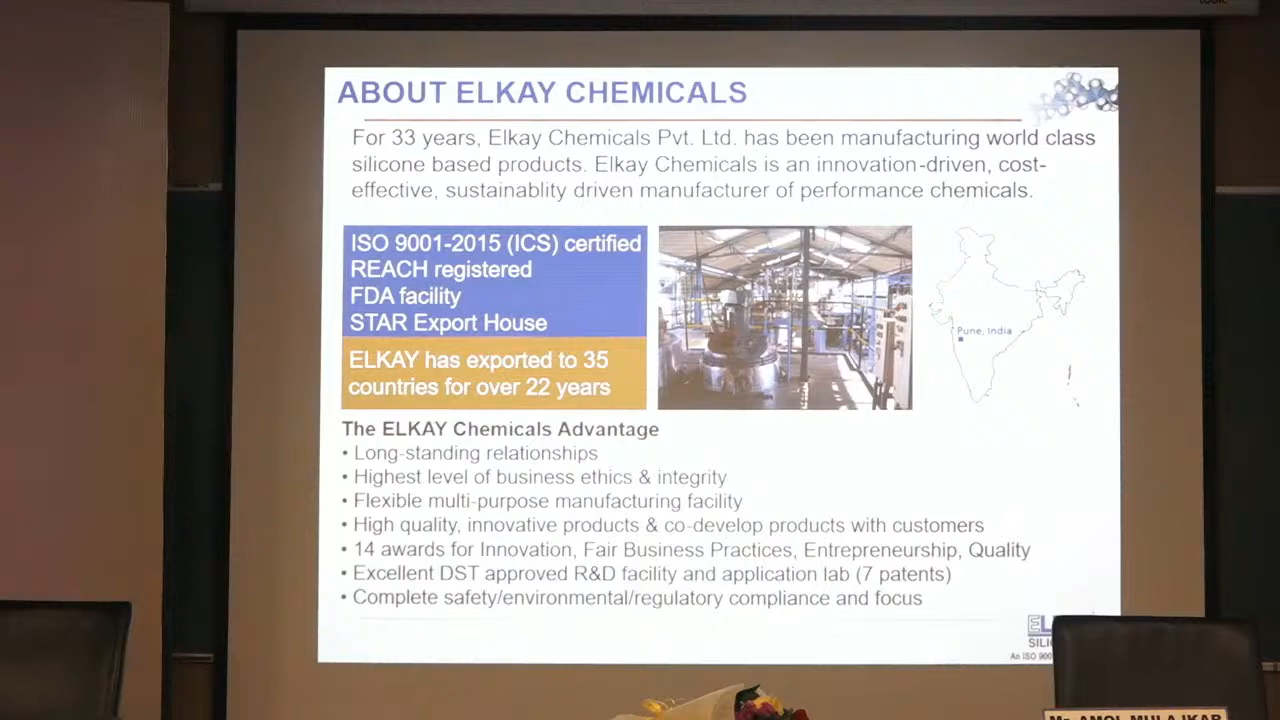 ABOUT ELKAY CHEMICALS
For 33 years, Elkay Chemicals Pvt. Ltd. has been manufacturing world class
silicone based products. Elkay Chemicals is an innovation-driven, cost-
effective, sustainablity driven manufacturer of performance chemicals.
ISO 9001-2015 (ICS) certified
REACH registered
FDA facility
STAR Export House
ELKAY has exported to 35
countries for over 22 years
Pune, India
The ELKAY Chemicals Advantage
• Long-standing relationships
• Highest level of business ethics & integrity
• Flexible multi-purpose manufacturing facility
• High quality, innovative products & co-develop products with customers
• 14 awards for Innovation, Fair Business Practices, Entrepreneurship, Quality
• Excellent DST approved R&D facility and application lab (7 patents)
• Complete safety/environmental/regulatory compliance and focus
An ISO
Mr. AMOL MULAJKAR